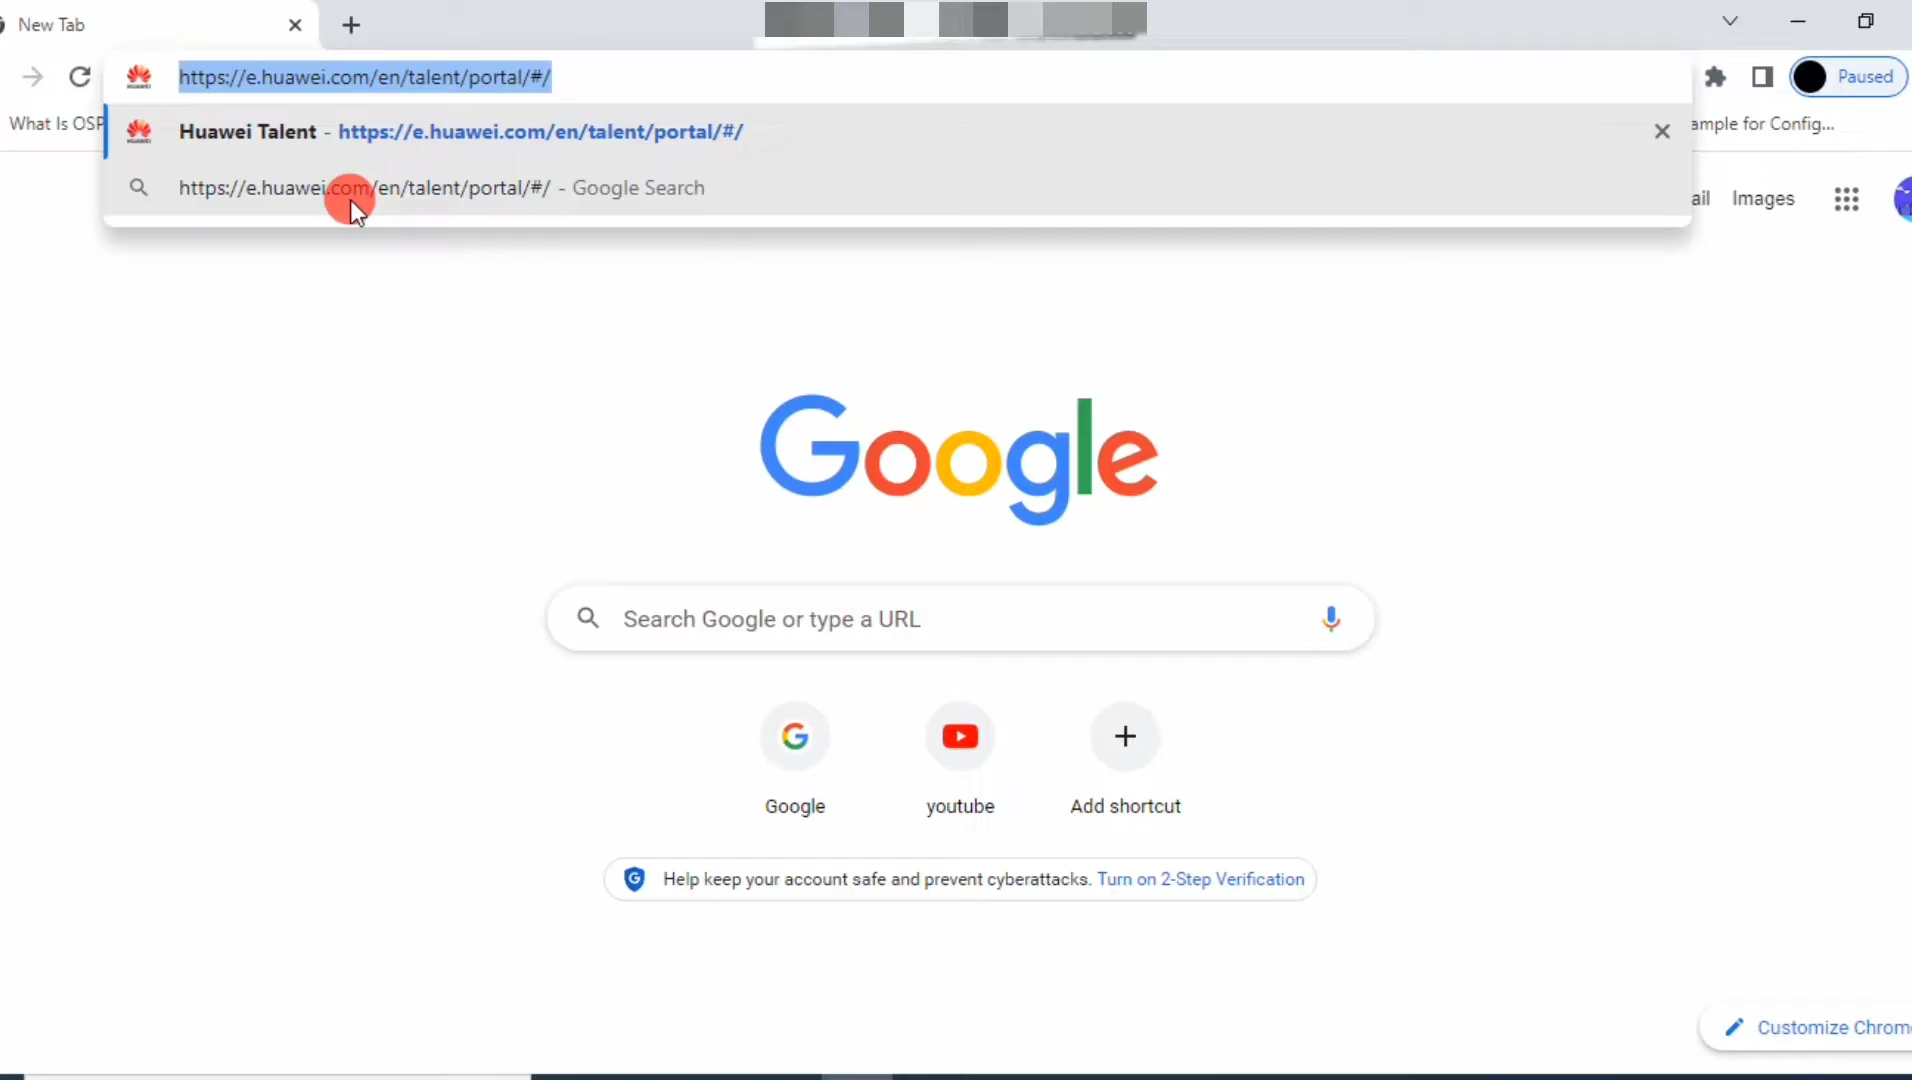 New Tab
https://e.huawei.com/en/talent/portal/#/
Paused
What Is OSP
Huawei Talent - https://e.huawei.com/en/talent/portal/#/
ample for Config...
https://e.huawei.com/en/talent/portal/#/ - Google Search
ail Images
Google
Search Google or type a URL
Google youtube Add shortcut
Help keep your account safe and prevent cyberattacks. Turn on 2-Step Verification
Customize Chrom